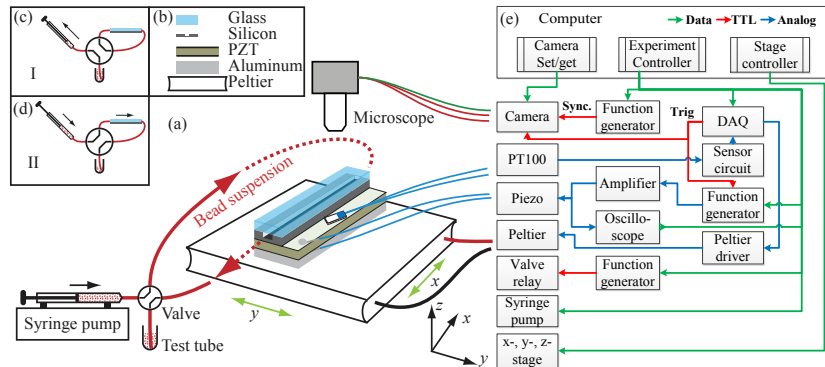 (c)
I
(d)
II
(b)
Glass
Silicon
PZT
Aluminum
Peltier
(a)
Microscope
Bead suspension
x
y
z
x
y
Syringe pump
Valve
Test tube
(e)
Computer
Data
TTL
Analog
Camera
Set/get
Experiment
Controller
Stage
controller
Camera
Sync.
Function
generator
Trig
DAQ
PT100
Sensor
circuit
Piezo
Amplifier
Function
generator
Oscillo-
scope
Peltier
Peltier
driver
Valve
relay
Function
generator
Syringe
pump
x-, y-, z-
stage